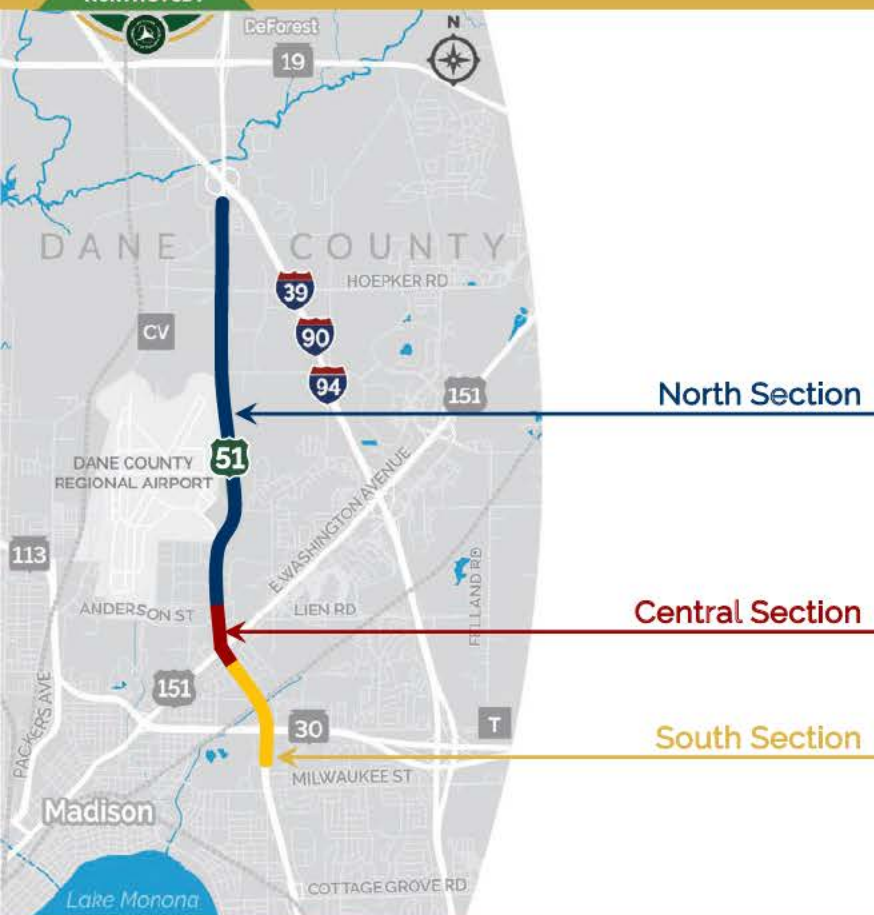 DeForest
N
19
DANE COUNTY
HOEPKER RD
39
90
94
CV
151
North Section
51
DANE COUNTY
REGIONAL AIRPORT
E WASHINGTON AVENUE
113
ANDERSON ST
LIEN RD
FELLAND RD
Central Section
151
PACKERS AVE
30
T
South Section
MILWAUKEE ST
Madison
COTTAGE GROVE RD
Lake Monona